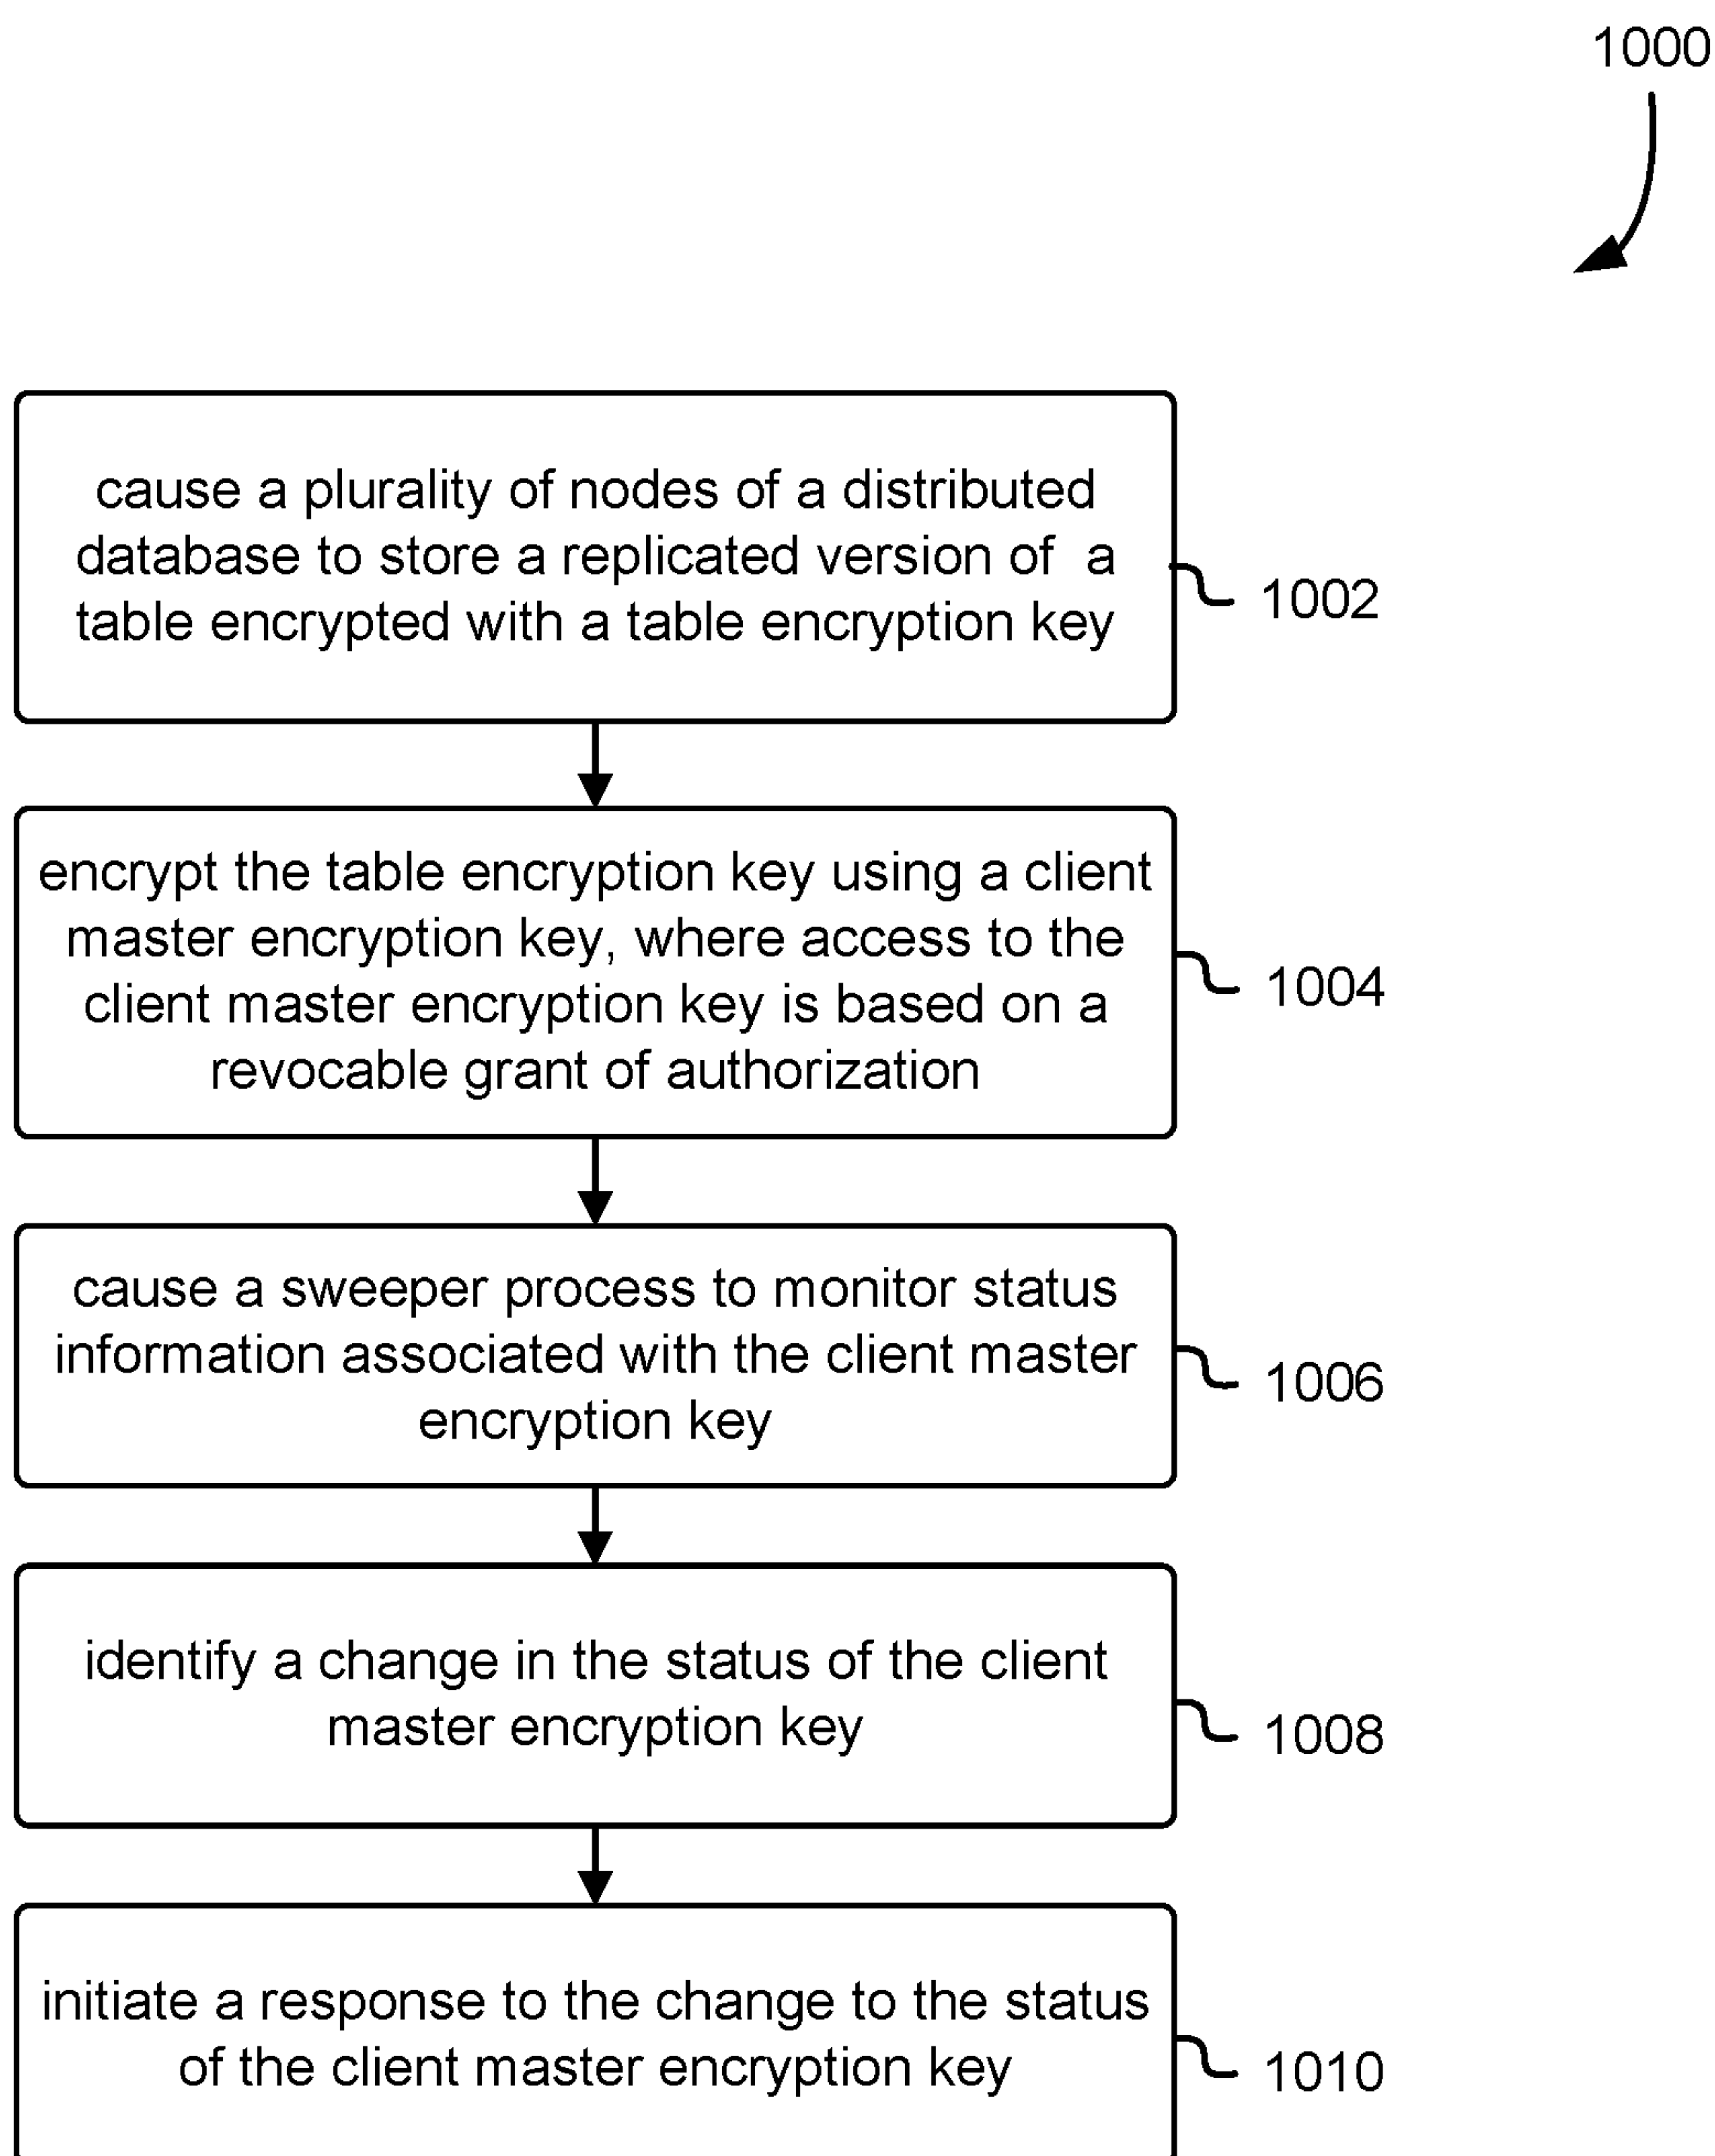 1000
cause a plurality of nodes of a distributed
database to store a replicated version of a
table encrypted with a table encryption key
1002
encrypt the table encryption key using a client
master encryption key, where access to the
client master encryption key is based on a
revocable grant of authorization
1004
cause a sweeper process to monitor status
information associated with the client master
encryption key
1006
identify a change in the status of the client
master encryption key
1008
initiate a response to the change to the status
of the client master encryption key
1010